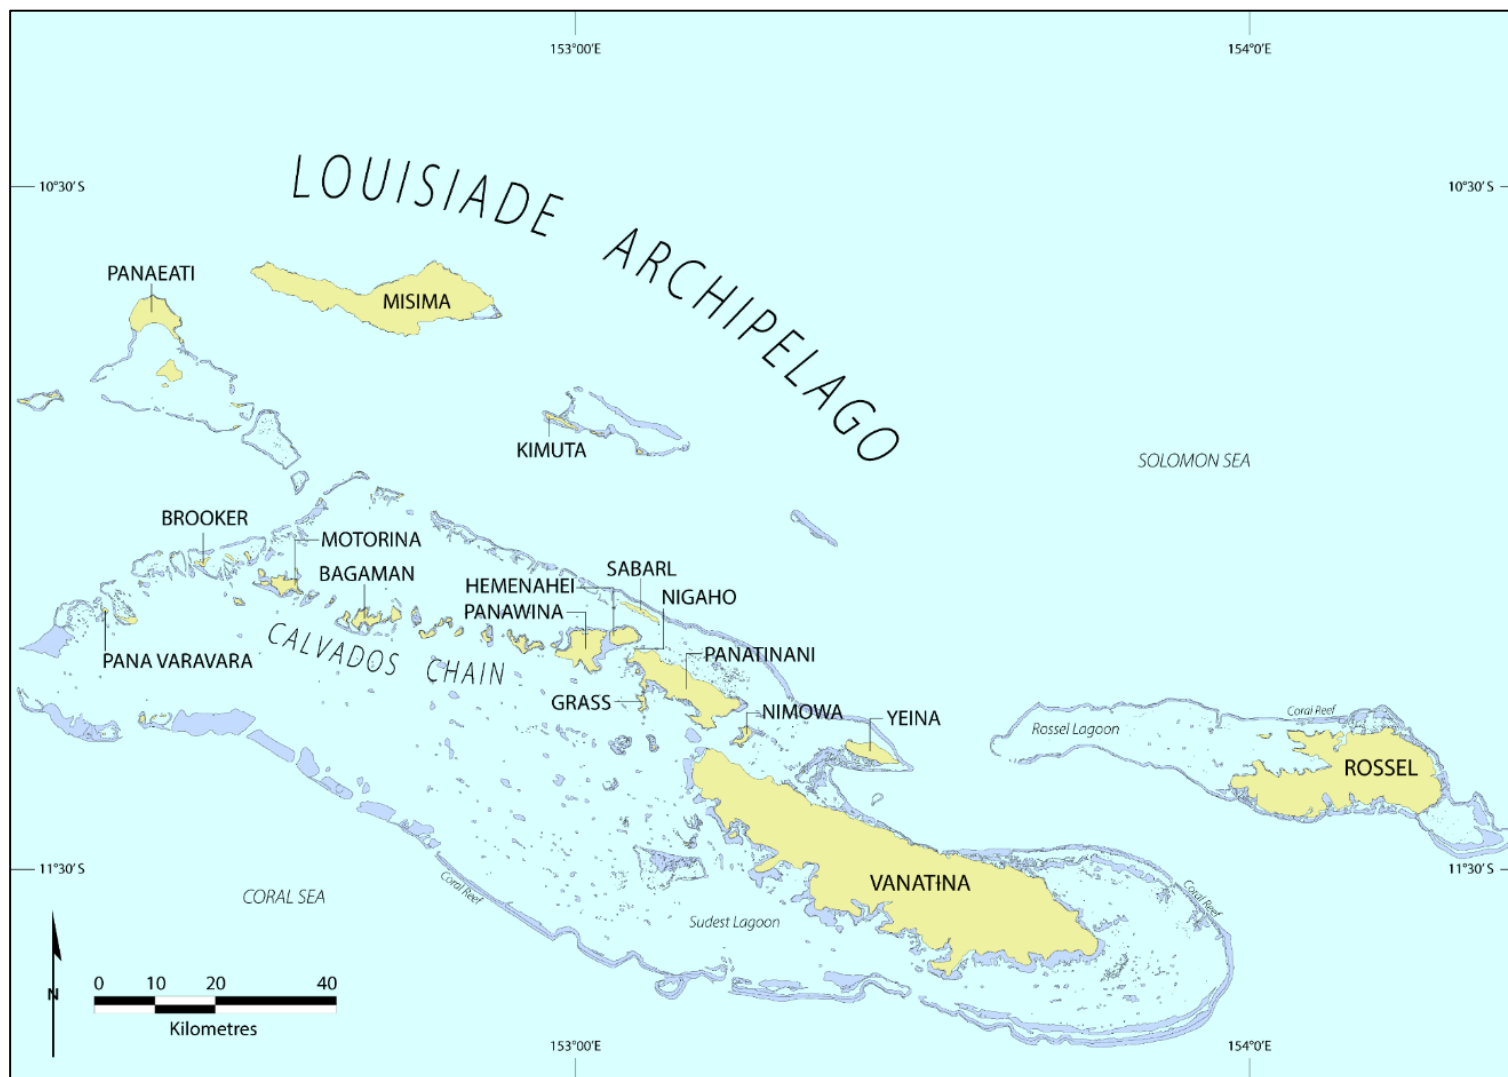 153°00'E
154°0'E
10°30' S
10°30' S
LOUISIADE ARCHIPELAGO
PANAEATI
MISIMA
KIMUTA
SOLOMON SEA
BROOKER
MOTORINA
BAGAMAN
HEMENAHEI
SABARL
NIGAHO
PANAWINA
CALVADOS CHAIN
PANA VARAVARA
PANATINANI
GRASS
NIMOWA
YEINA
Coral Reef
Rossel Lagoon
ROSSEL
11°30' S
11°30' S
CORAL SEA
Coral Reef
VANATINA
Coral Reef
Sudest Lagoon
N
0 10 20 40
Kilometres
153°00'E
154°0'E